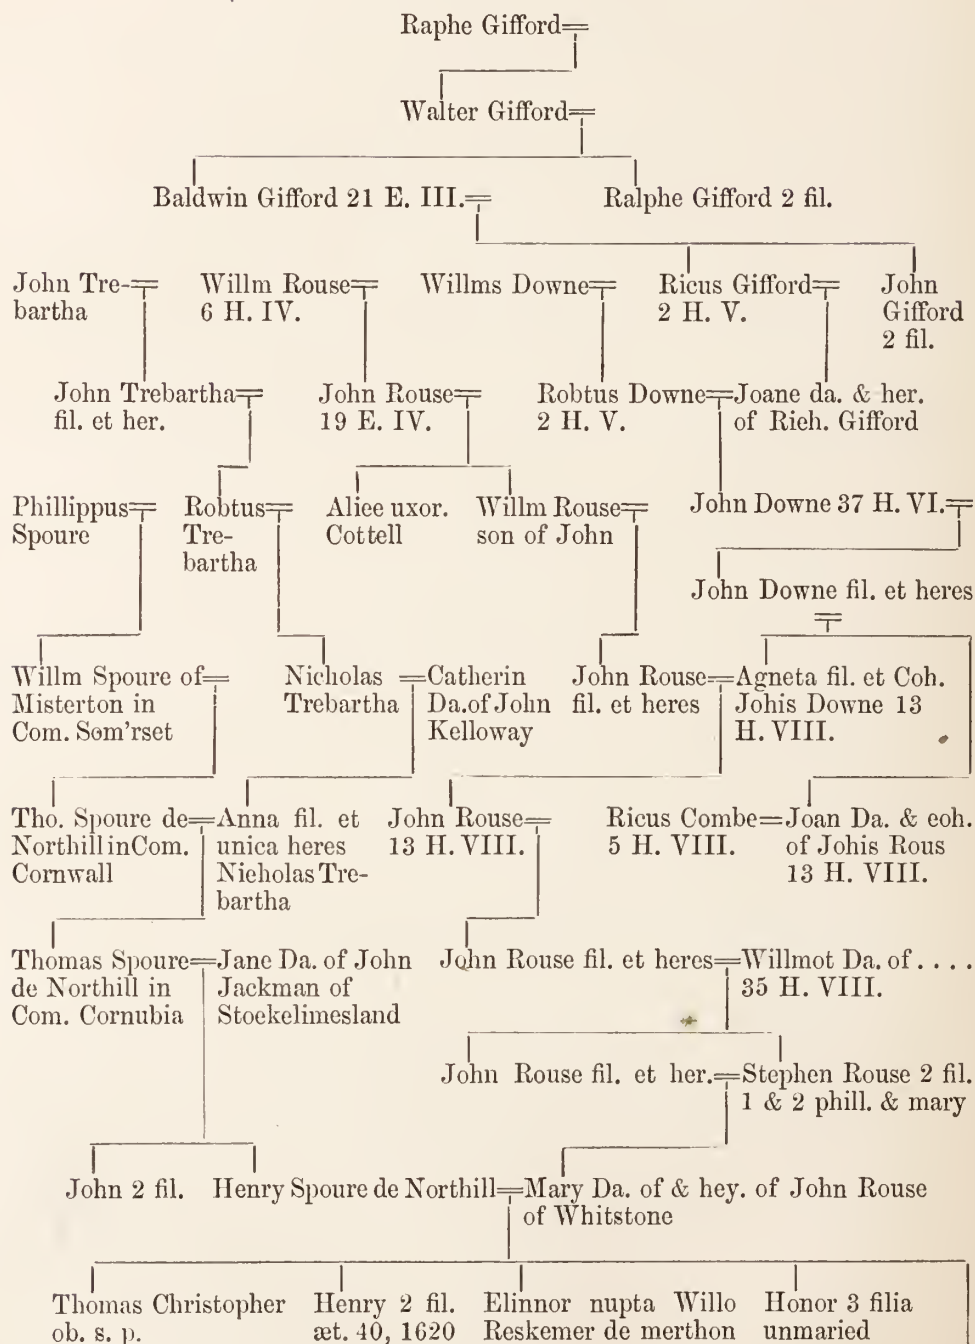 Raphe Gifford
Walter Gifford
Baldwin Gifford 21 E. III.
Ralphe Gifford 2 fil.
John Tre-
bartha
Willm Rouse
6 H. IV.
Willms Downe
Ricus Gifford
2 H. V.
John
Gifford
2 fil.
John Trebartha
fil. et her.
John Rouse
19 E. IV.
Robtus Downe
2 H. V.
Joane da. & her.
of Rich. Gifford
Phillippus
Spoure
Robtus
Tre-
bartha
Alice uxor.
Cottell
Willm Rouse
son of John
John Downe 37 H. VI.
John Downe fil. et heres
Willm Spoure of
Misterton in
Com. Som'rset
Nicholas
Trebartha
Catherin
Da. of John
Kelloway
John Rouse
fil. et heres
Agneta fil. et Coh.
Johis Downe 13
H. VIII.
Tho. Spoure de
Northill in Com.
Cornwall
Anna fil. et
unica heres
Nicholas Tre-
bartha
John Rouse
13 H. VIII.
Ricus Combe
5 H. VIII.
Joan Da. & coh.
of Johis Rous
13 H. VIII.
Thomas Spoure
de Northill in
Com. Cornubia
Jane Da. of John
Jackman of
Stockelimesland
John Rouse fil. et heres
Willmot Da. of . . . .
35 H. VIII.
John Rouse fil. et her.
Stephen Rouse 2 fil.
1 & 2 phill. & mary
John 2 fil.
Henry Spoure de Northill
Mary Da. of & hey. of John Rouse
of Whitstone
Thomas Christopher
ob. s. p.
Henry 2 fil.
æt. 40, 1620
Elinnor nupta Willo
Reskemer de merthon
Honor 3 filia
unmaried